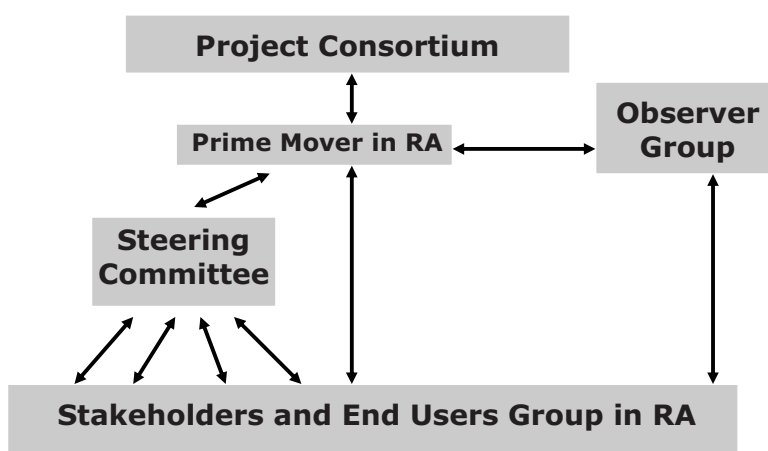 Project Consortium
Prime Mover in RA
Observer
Group
Steering
Committee
Stakeholders and End Users Group in RA